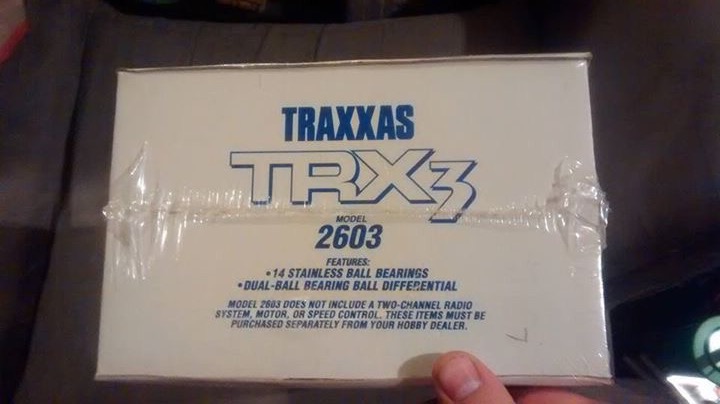 TRAXXAS
TRX3
MODEL
2603
FEATURES:
•14 STAINLESS BALL BEARINGS
•DUAL-BALL BEARING BALL DIFFERENTIAL
MODEL 2603 DOES NOT INCLUDE A TWO-CHANNEL RADIO
SYSTEM, MOTOR, OR SPEED CONTROL. THESE ITEMS MUST BE
PURCHASED SEPARATELY FROM YOUR HOBBY DEALER.